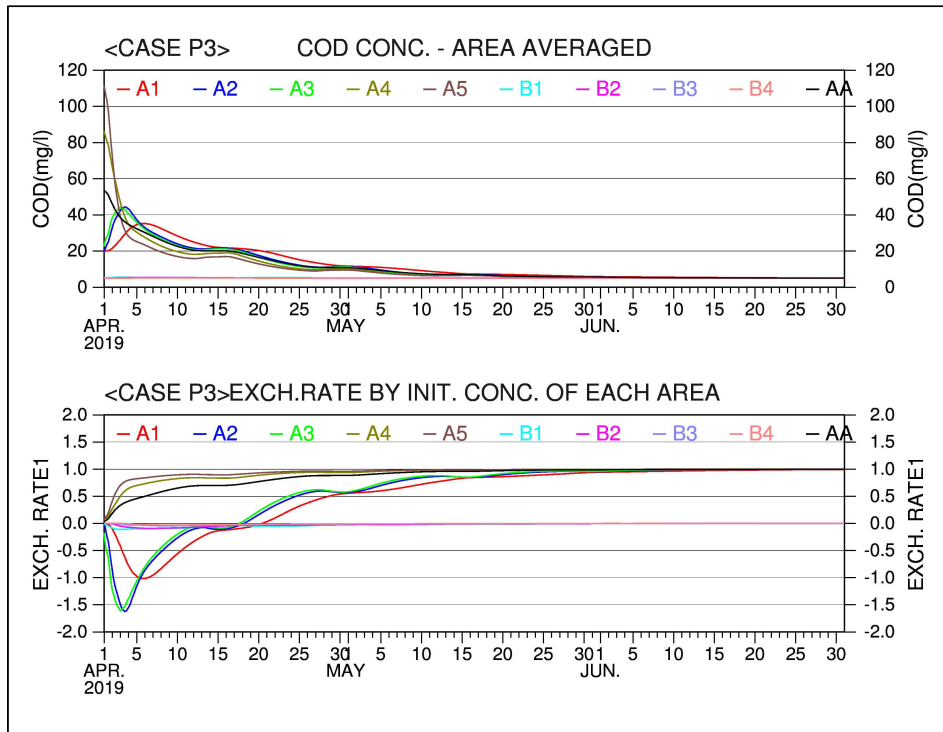 <CASE P3> COD CONC. - AREA AVERAGED
120 120
A1 A2 A3 A4 A5 B1 B2 B3 B4 AA
100 100
80 80
60 60
40 40
20 20
0 0
COD(mg/l) COD(mg/l)
1 5 10 15 20 25 30 1 5 10 15 20 25 30 1 5 10 15 20 25 30
APR. MAY JUN.
2019
<CASE P3>EXCH.RATE BY INIT. CONC. OF EACH AREA
2.0 2.0
A1 A2 A3 A4 A5 B1 B2 B3 B4 AA
1.5 1.5
1.0 1.0
0.5 0.5
0.0 0.0
-0.5 -0.5
-1.0 -1.0
-1.5 -1.5
-2.0 -2.0
EXCH. RATE1 EXCH. RATE1
1 5 10 15 20 25 30 1 5 10 15 20 25 30 1 5 10 15 20 25 30
APR. MAY JUN.
2019